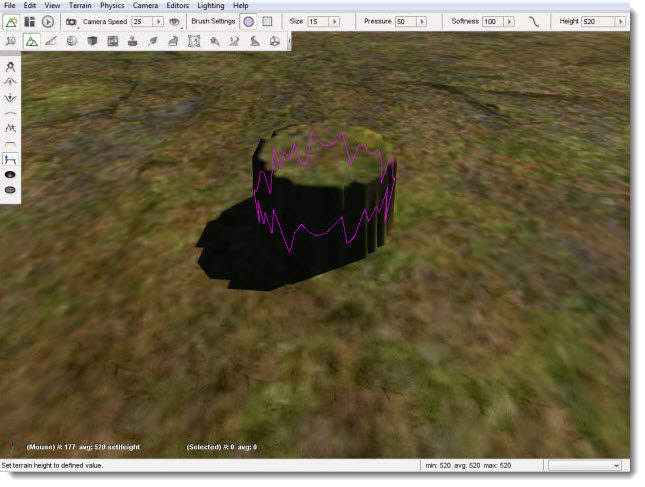 File Edit View Terrain Physics Camera Editors Lighting Help
Camera Speed 25 Brush Settings Size 15 Pressure 50 Softness 100 Height 520
(Mouse) #: 177 avg: 520 setHeight (Selected) #: 0 avg: 0
Set terrain height to defined value. min: 520 avg: 520 max: 520